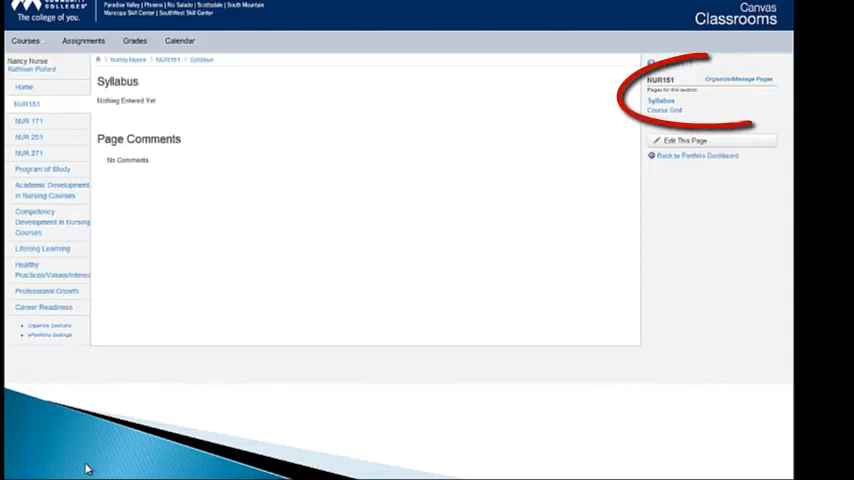 COMMUNITY
COLLEGES
The college of you.
Paradise Valley | Phoenix | Rio Salado | Scottsdale | South Mountain
Maricopa Skill Center | SouthWest Skill Center
Canvas
Classrooms
Courses
Assignments
Grades
Calendar
Nancy Nurse
Kathleen Pollard
Nancy Nurse
NUR151
Syllabus
Home
NUR151
NUR 171
NUR 251
NUR 271
Program of Study
Academic Development
in Nursing Courses
Competency
Development in Nursing
Courses
Lifelong Learning
Healthy
Practices/Values/Interes
Professional Growth
Career Readiness
Organize Sections
ePortfolio Settings
Syllabus
Nothing Entered Yet
Page Comments
No Comments
NUR151
Organize/Manage Pages
Pages for this section
Syllabus
Course Grid
Edit This Page
Back to Portfolio Dashboard